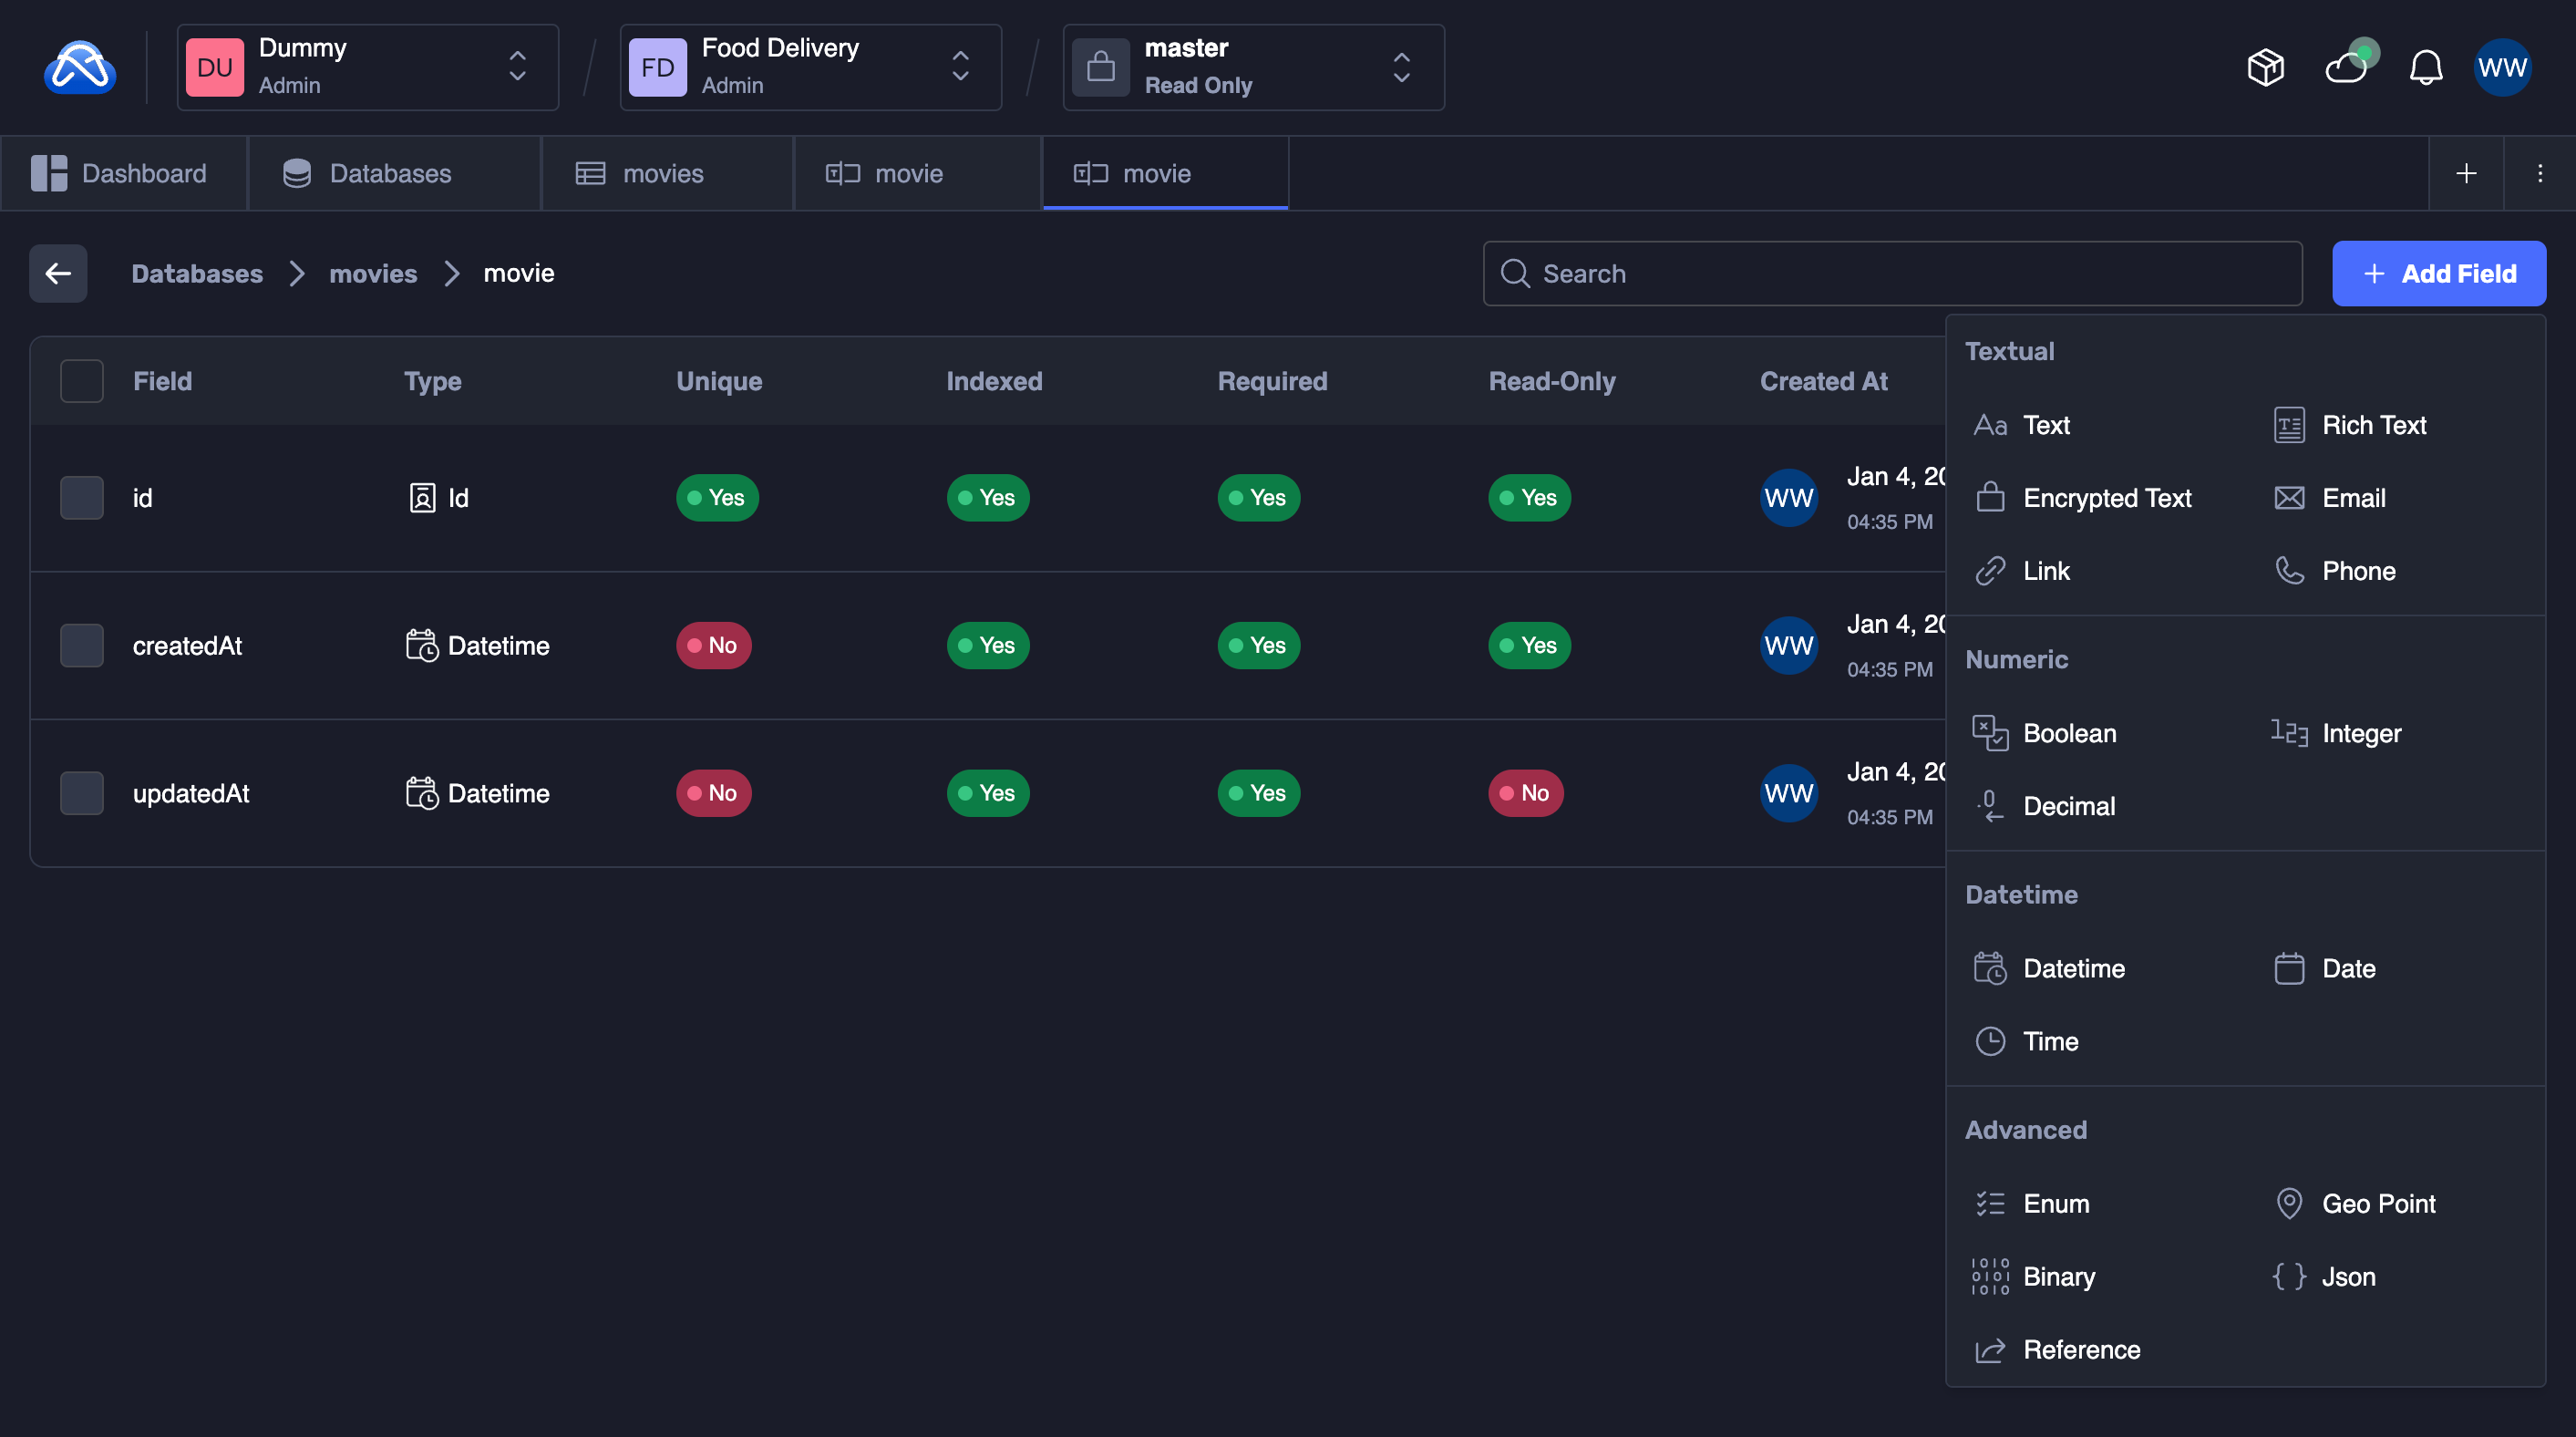 DU
Dummy
Admin
FD
Food Delivery
Admin
master
Read Only
WW
Dashboard
Databases
movies
movie
movie
Databases
movies
movie
Search
Add Field
Field
Type
Unique
Indexed
Required
Read-Only
Created At
id
Id
Yes
Yes
Yes
Yes
WW
Jan 4, 20
04:35 PM
createdAt
Datetime
No
Yes
Yes
Yes
WW
Jan 4, 20
04:35 PM
updatedAt
Datetime
No
Yes
Yes
No
WW
Jan 4, 20
04:35 PM
Textual
Text
Rich Text
Encrypted Text
Email
Link
Phone
Numeric
Boolean
Integer
Decimal
Datetime
Datetime
Date
Time
Advanced
Enum
Geo Point
Binary
Json
Reference